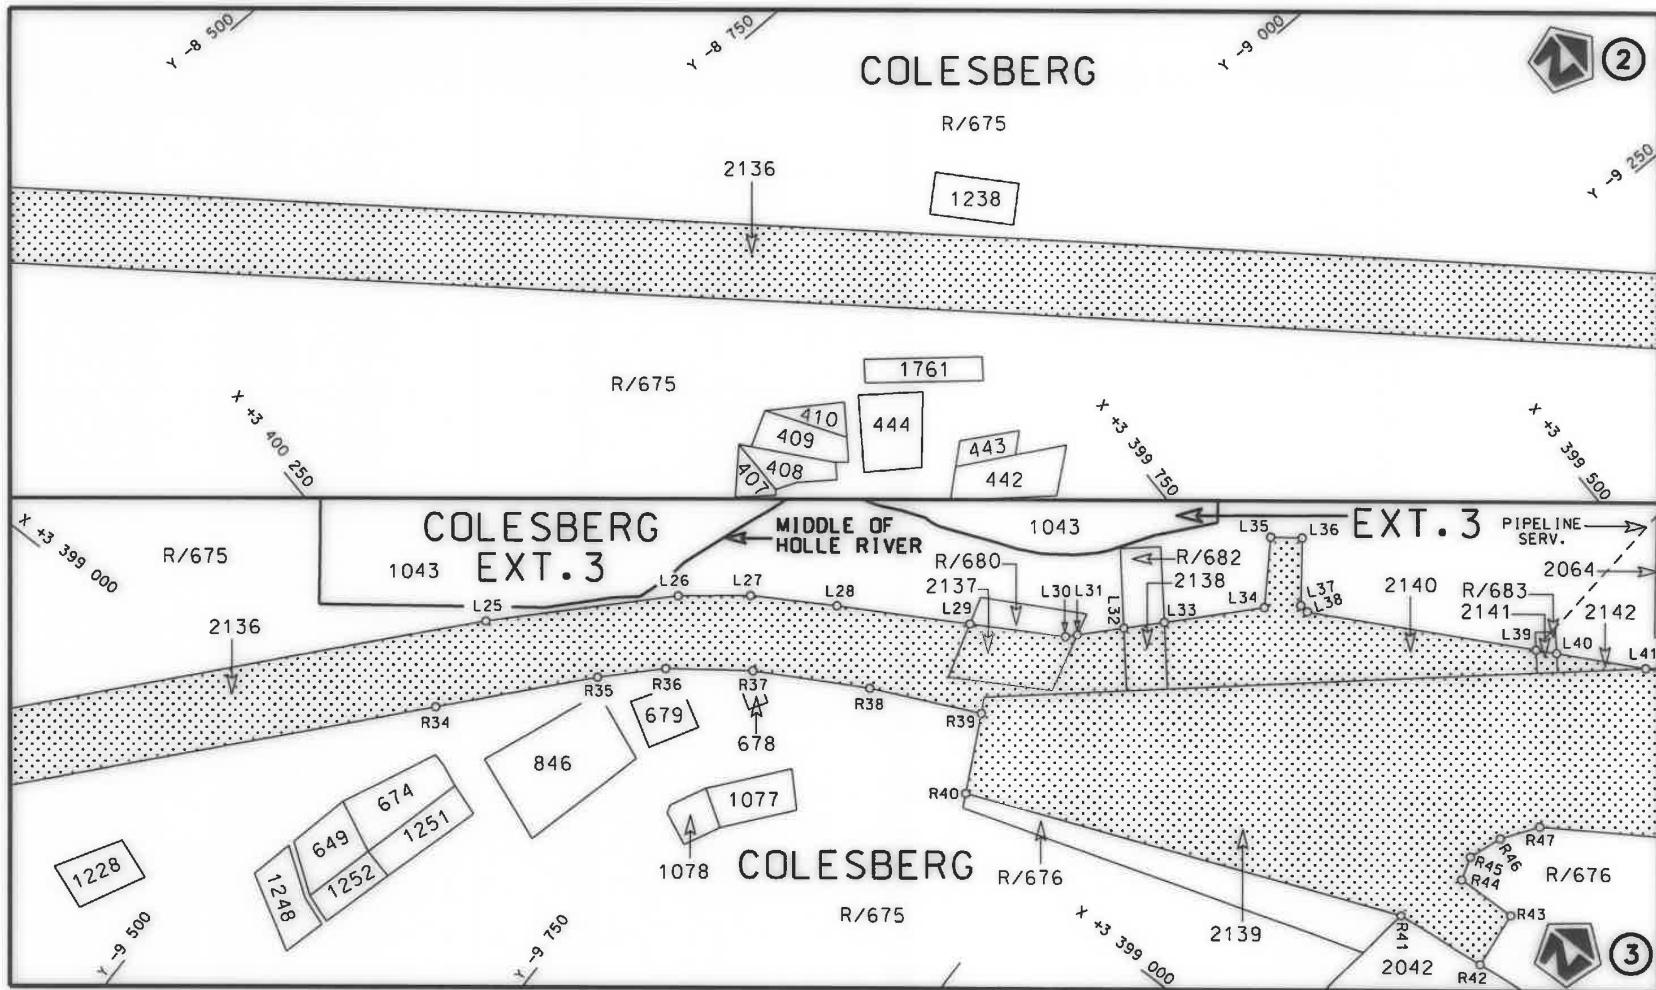 Y -8 500
Y -8 750
Y -9 000
COLESBERG
2
R/675
2136
Y -9 250
1238
R/675
1761
X +3 400 250
410
409
444
408
407
443
442
X +3 399 750
X +3 399 500
X +3 399 000
R/675
COLESBERG
EXT.3
1043
MIDDLE OF
HOLLE RIVER
1043
EXT.3
PIPELINE
SERV.
2064
R/680
2137
R/682
2138
2140
R/683
2141
2142
L25
L26
L27
L28
L29
L30
L31
L32
L33
L34
L35
L36
L37
L38
L39
L40
L41
2136
R34
R35
R36
R37
R38
R39
679
678
846
674
649
1251
1252
1248
1228
1077
1078
R40
COLESBERG
R/676
R/675
2139
R47
R46
R45
R44
R43
R41
R42
R/676
2042
Y -9 500
Y -9 750
X +3 399 000
3